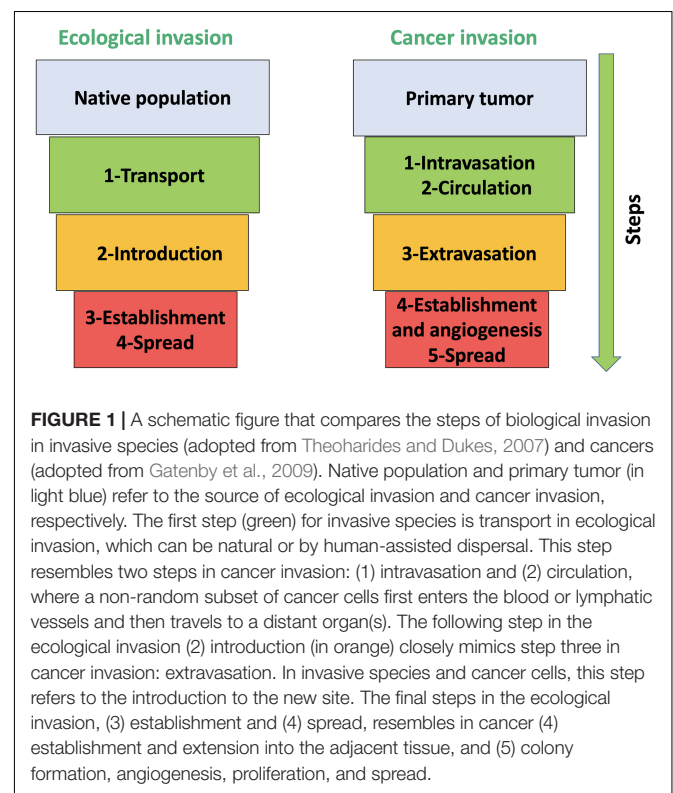 Ecological invasion
Native population
1-Transport
2-Introduction
3-Establishment
4-Spread
Cancer invasion
Primary tumor
1-Intravasation
2-Circulation
3-Extravasation
4-Establishment
and angiogenesis
5-Spread
Steps
FIGURE 1 | A schematic figure that compares the steps of biological invasion
in invasive species (adopted from Theoharides and Dukes, 2007) and cancers
(adopted from Gatenby et al., 2009). Native population and primary tumor (in
light blue) refer to the source of ecological invasion and cancer invasion,
respectively. The first step (green) for invasive species is transport in ecological
invasion, which can be natural or by human-assisted dispersal. This step
resembles two steps in cancer invasion: (1) intravasation and (2) circulation,
where a non-random subset of cancer cells first enters the blood or lymphatic
vessels and then travels to a distant organ(s). The following step in the
ecological invasion (2) introduction (in orange) closely mimics step three in
cancer invasion: extravasation. In invasive species and cancer cells, this step
refers to the introduction to the new site. The final steps in the ecological
invasion, (3) establishment and (4) spread, resembles in cancer (4)
establishment and extension into the adjacent tissue, and (5) colony
formation, angiogenesis, proliferation, and spread.